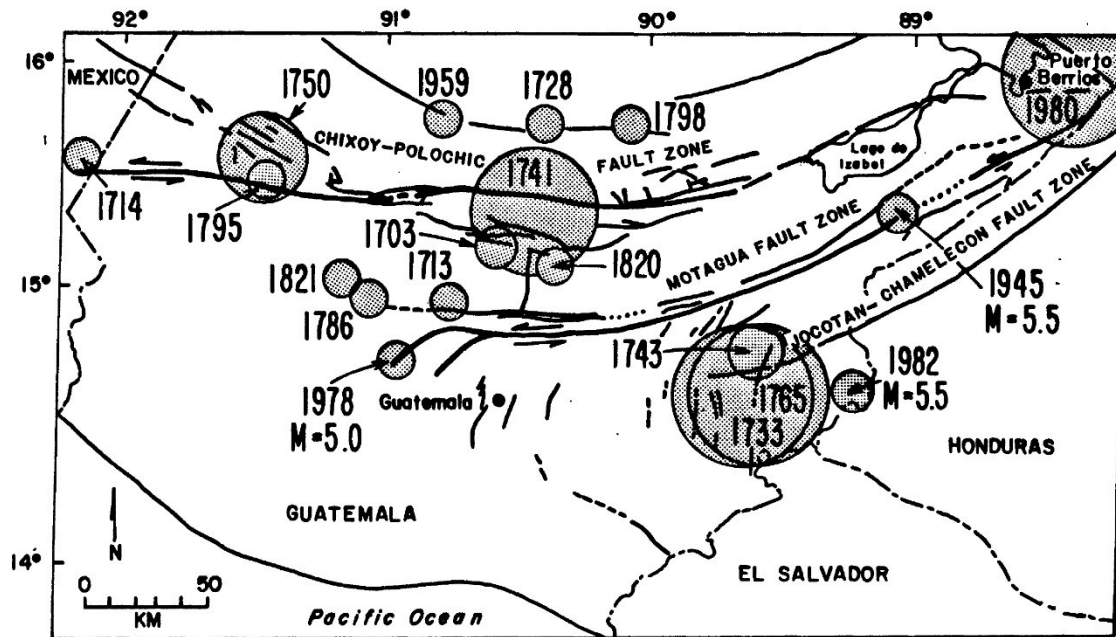 92°
91°
90°
89°
16°
MEXICO
1750
1959
1728
1798
Puerto
Berrios
1980
CHIXOY-POLOCHIC
FAULT ZONE
Lago de
Izabal
1714
1795
1741
1703
1713
1820
MOTAGUA FAULT ZONE
JOCOTAN-CHAMELECON FAULT ZONE
15°
1821
1786
1945
M=5.5
1743
1978
M=5.0
Guatemala
1765
1733
1982
M=5.5
HONDURAS
GUATEMALA
N
14°
0 50
KM
EL SALVADOR
Pacific Ocean